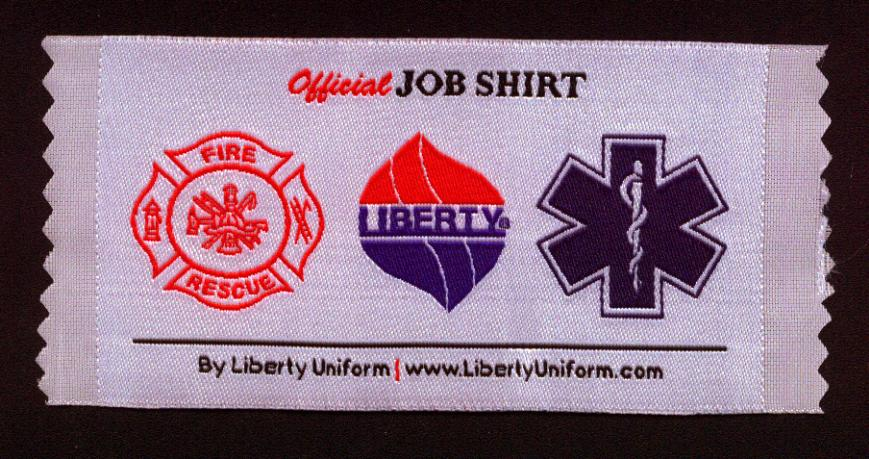 Official JOB SHIRT
FIRE
RESCUE
LIBERTY®
By Liberty Uniform | www.LibertyUniform.com